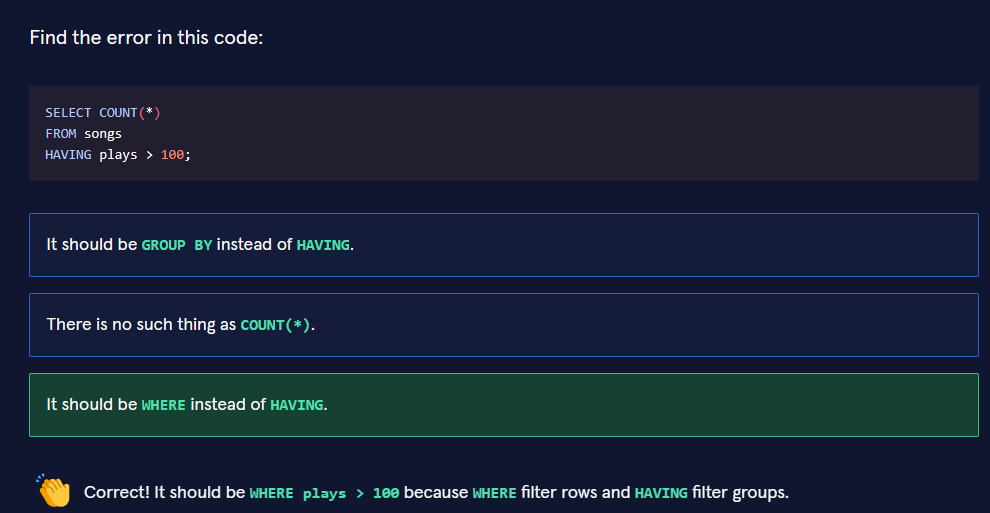 Find the error in this code:
SELECT COUNT(*)
FROM songs
HAVING plays > 100;
It should be GROUP BY instead of HAVING.
There is no such thing as COUNT(*).
It should be WHERE instead of HAVING.
Correct! It should be WHERE plays > 100 because WHERE filter rows and HAVING filter groups.